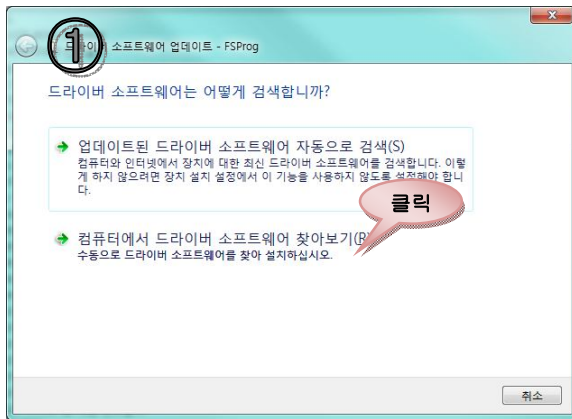 ①
드라이버 소프트웨어 업데이트 - FSProg
드라이버 소프트웨어는 어떻게 검색합니까?
업데이트된 드라이버 소프트웨어 자동으로 검색(S)
컴퓨터와 인터넷에서 장치에 대한 최신 드라이버 소프트웨어를 검색합니다. 이렇
게 하지 않으려면 장치 설치 설정에서 이 기능을 사용하지 않도록 설정해야 합니
다.
클릭
컴퓨터에서 드라이버 소프트웨어 찾아보기(R)
수동으로 드라이버 소프트웨어를 찾아 설치하십시오.
취소